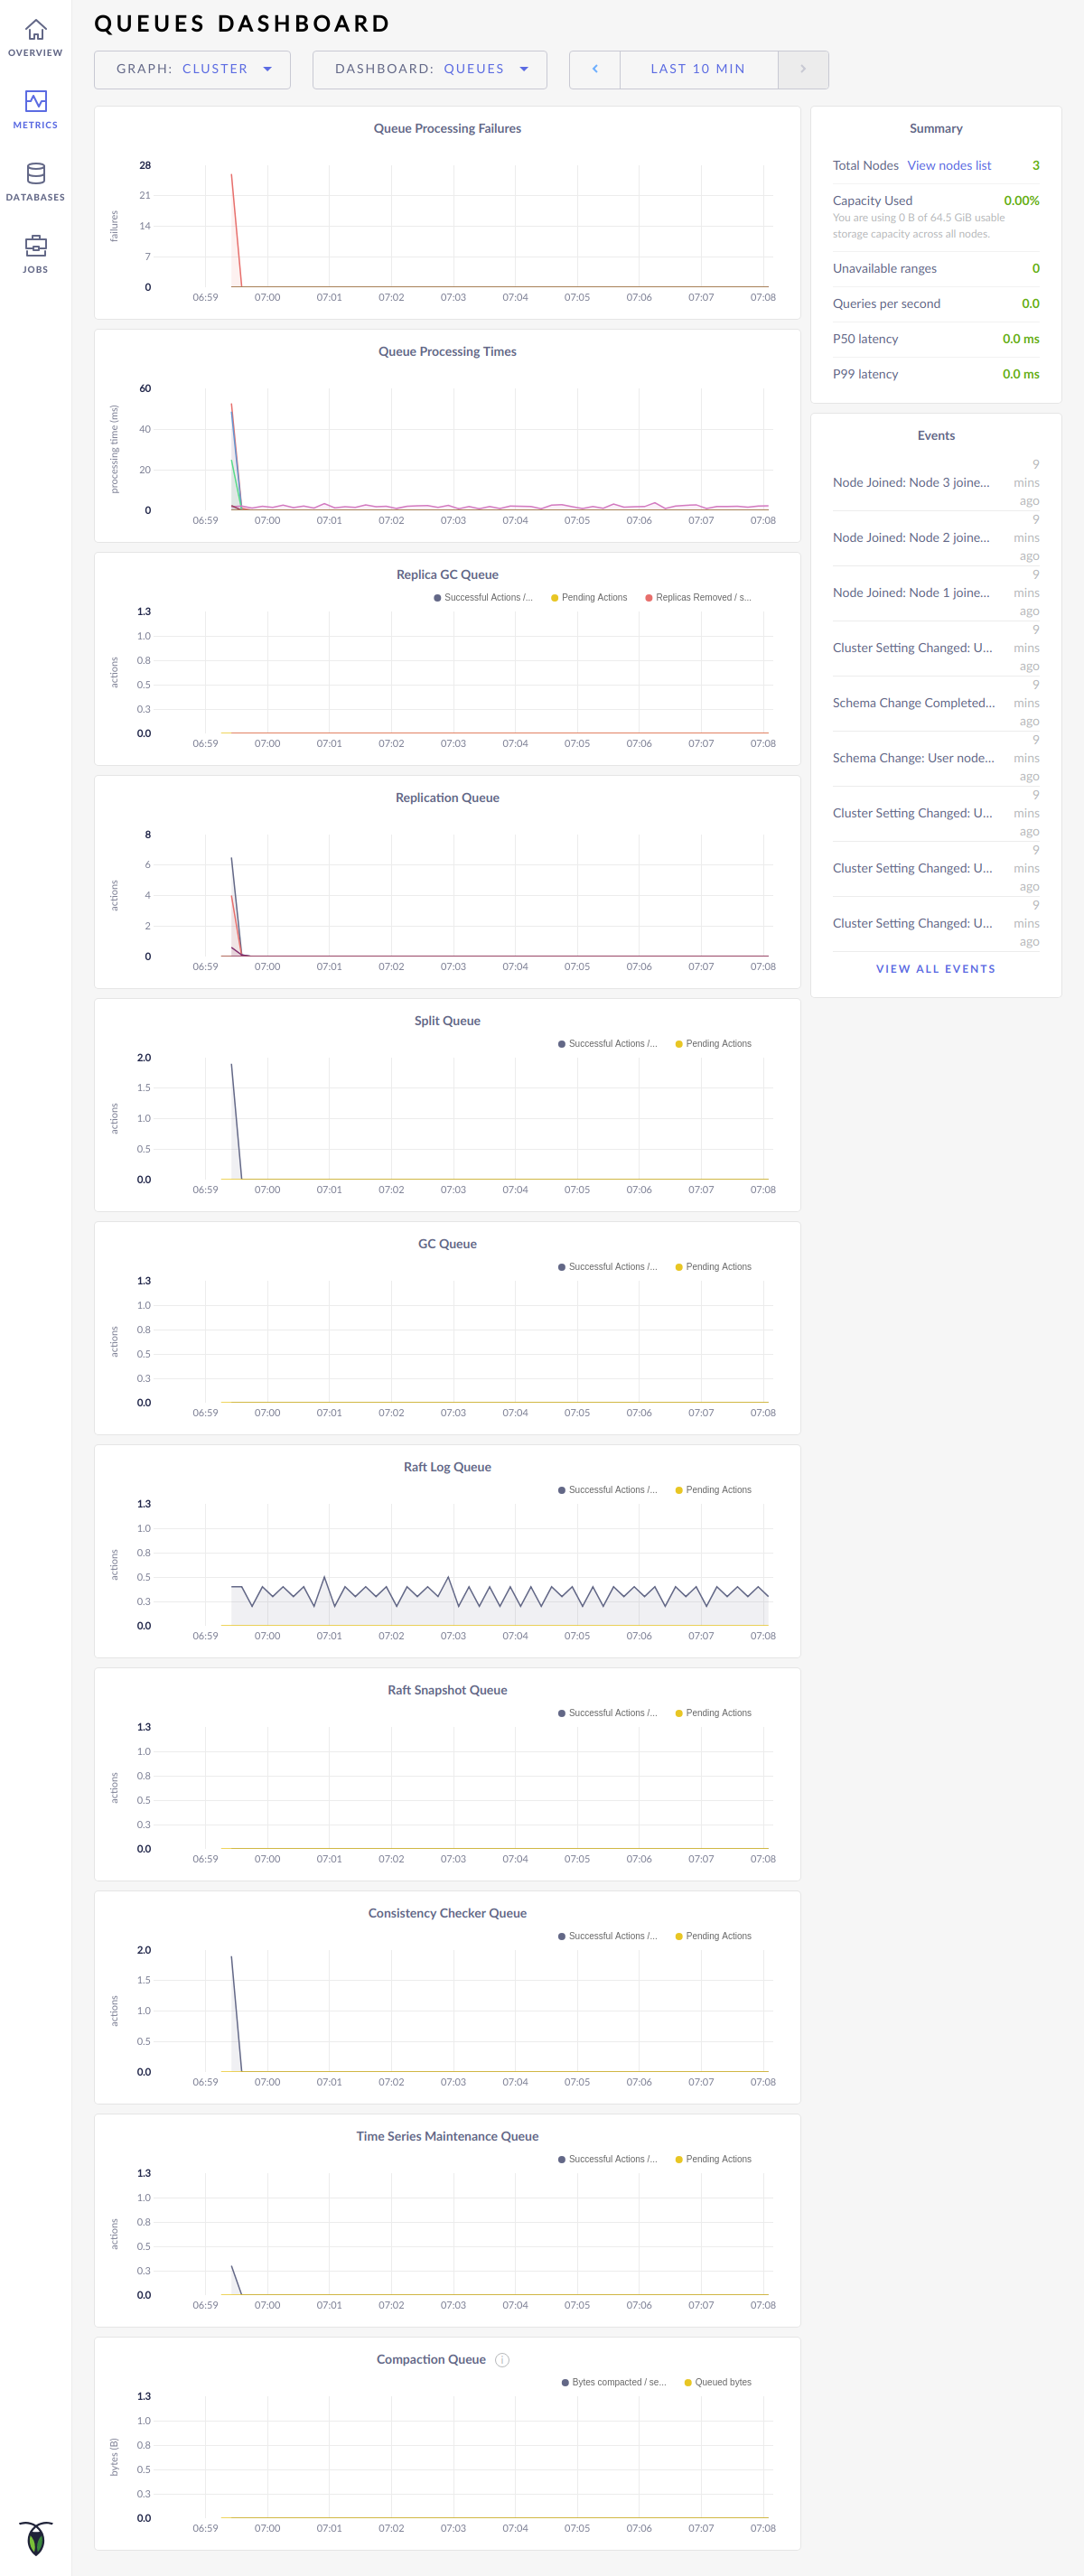 QUEUES DASHBOARD
OVERVIEW
METRICS
DATABASES
JOBS
GRAPH: CLUSTER
DASHBOARD: QUEUES
LAST 10 MIN
Queue Processing Failures
28
21
14
7
0
failures
06:59 07:00 07:01 07:02 07:03 07:04 07:05 07:06 07:07 07:08
Queue Processing Times
60
40
20
0
processing time (ms)
06:59 07:00 07:01 07:02 07:03 07:04 07:05 07:06 07:07 07:08
Replica GC Queue
Successful Actions /... Pending Actions Replicas Removed / s...
1.3
1.0
0.8
0.5
0.3
0.0
actions
06:59 07:00 07:01 07:02 07:03 07:04 07:05 07:06 07:07 07:08
Replication Queue
8
6
4
2
0
actions
06:59 07:00 07:01 07:02 07:03 07:04 07:05 07:06 07:07 07:08
Split Queue
Successful Actions /... Pending Actions
2.0
1.5
1.0
0.5
0.0
actions
06:59 07:00 07:01 07:02 07:03 07:04 07:05 07:06 07:07 07:08
GC Queue
Successful Actions /... Pending Actions
1.3
1.0
0.8
0.5
0.3
0.0
actions
06:59 07:00 07:01 07:02 07:03 07:04 07:05 07:06 07:07 07:08
Raft Log Queue
Successful Actions /... Pending Actions
1.3
1.0
0.8
0.5
0.3
0.0
actions
06:59 07:00 07:01 07:02 07:03 07:04 07:05 07:06 07:07 07:08
Raft Snapshot Queue
Successful Actions /... Pending Actions
1.3
1.0
0.8
0.5
0.3
0.0
actions
06:59 07:00 07:01 07:02 07:03 07:04 07:05 07:06 07:07 07:08
Consistency Checker Queue
Successful Actions /... Pending Actions
2.0
1.5
1.0
0.5
0.0
actions
06:59 07:00 07:01 07:02 07:03 07:04 07:05 07:06 07:07 07:08
Time Series Maintenance Queue
Successful Actions /... Pending Actions
1.3
1.0
0.8
0.5
0.3
0.0
actions
06:59 07:00 07:01 07:02 07:03 07:04 07:05 07:06 07:07 07:08
Compaction Queue
Bytes compacted / se... Queued bytes
1.3
1.0
0.8
0.5
0.3
0.0
bytes (B)
06:59 07:00 07:01 07:02 07:03 07:04 07:05 07:06 07:07 07:08
Summary
Total Nodes View nodes list 3
Capacity Used 0.00%
You are using 0 B of 64.5 GiB usable
storage capacity across all nodes.
Unavailable ranges 0
Queries per second 0.0
P50 latency 0.0 ms
P99 latency 0.0 ms
Events
Node Joined: Node 3 joine... 9 mins ago
Node Joined: Node 2 joine... 9 mins ago
Node Joined: Node 1 joine... 9 mins ago
Cluster Setting Changed: U... 9 mins ago
Schema Change Completed... 9 mins ago
Schema Change: User node... 9 mins ago
Cluster Setting Changed: U... 9 mins ago
Cluster Setting Changed: U... 9 mins ago
Cluster Setting Changed: U... 9 mins ago
VIEW ALL EVENTS